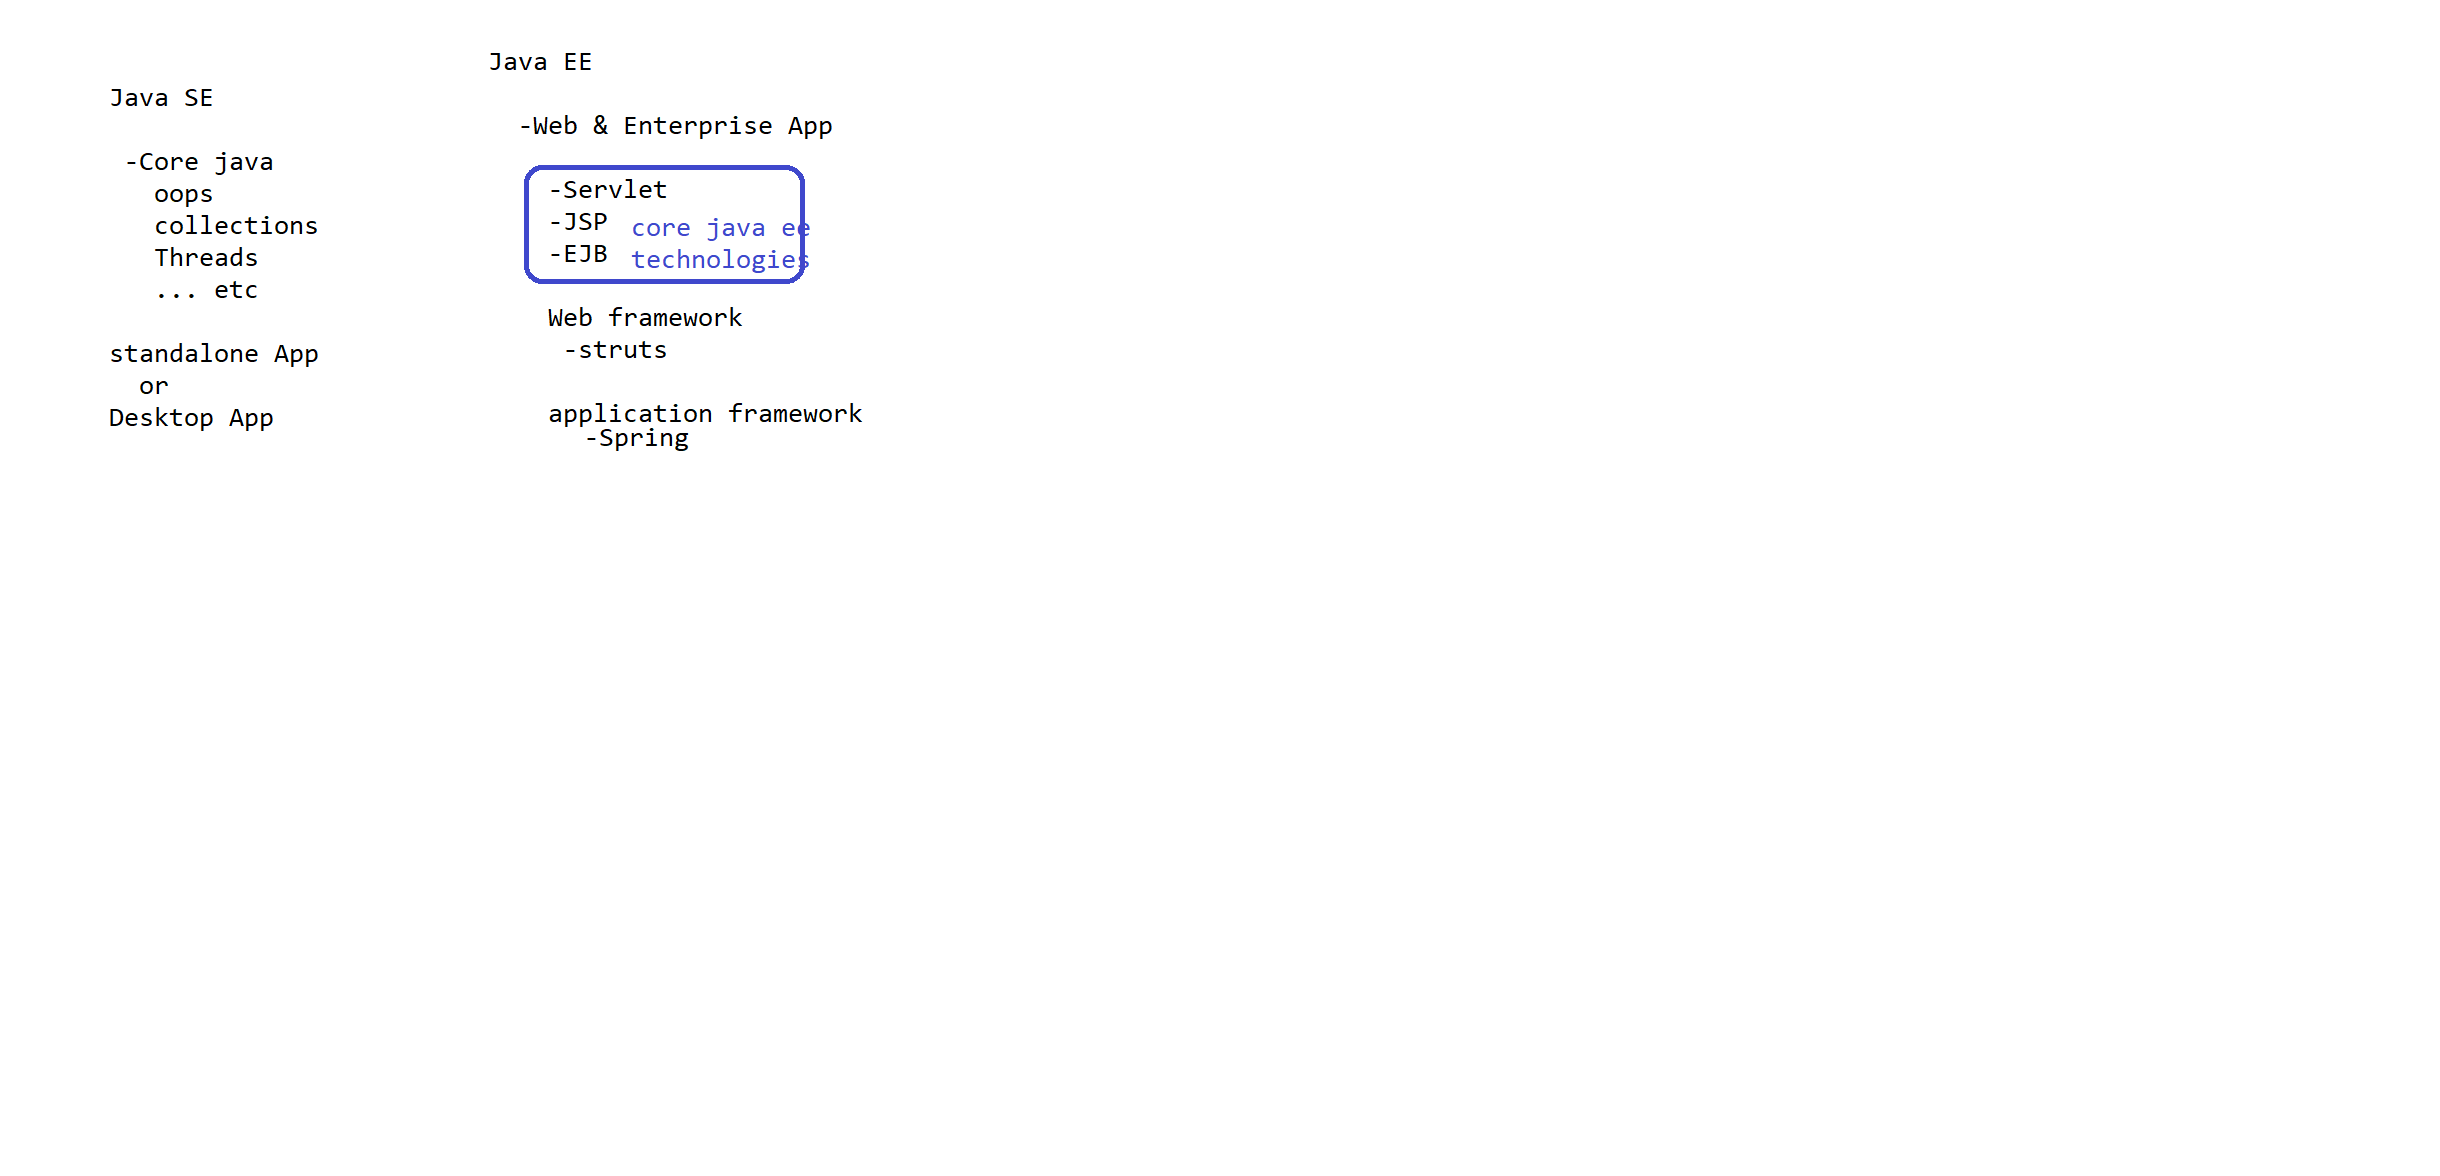 Java SE
-Core java
oops
collections
Threads
... etc
standalone App
or
Desktop App
Java EE
-Web & Enterprise App
-Servlet
-JSP
-EJB
core java ee
technologies
Web framework
-struts
application framework
-Spring